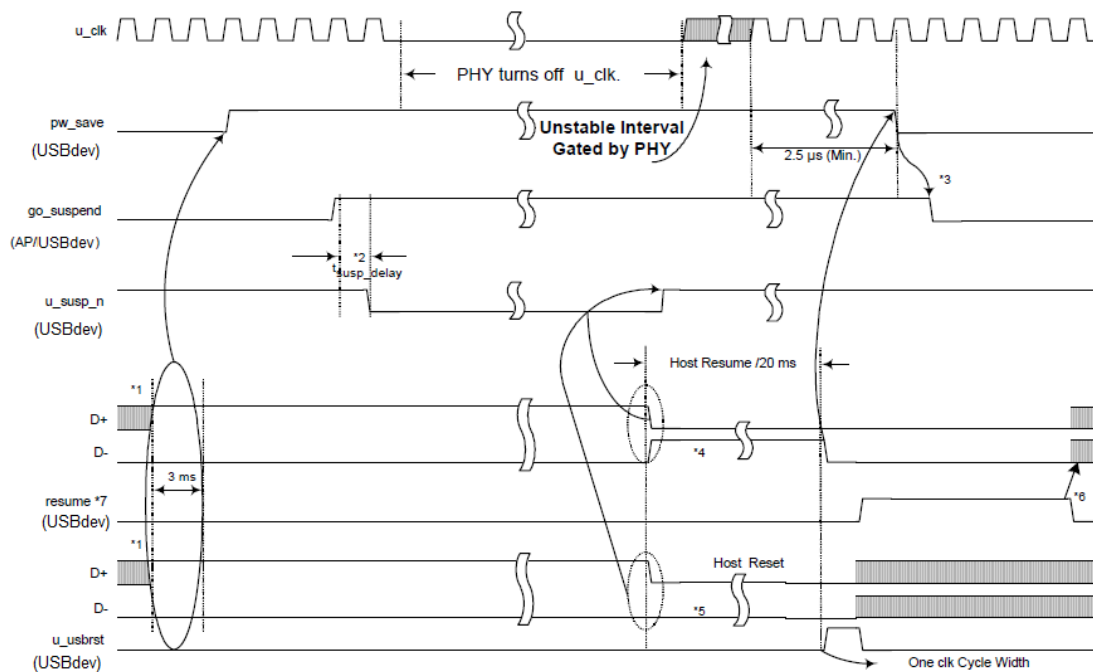 u_clk
PHY turns off u_clk.
pw_save
(USBdev)
Unstable Interval
Gated by PHY
2.5 µs (Min.)
*3
go_suspend
(AP/USBdev)
*2
tsusp_delay
u_susp_n
(USBdev)
Host Resume /20 ms
*1
D+
D-
*4
3 ms
resume *7
(USBdev)
*6
*1
D+
Host Reset
D-
*5
u_usbrst
(USBdev)
One clk Cycle Width